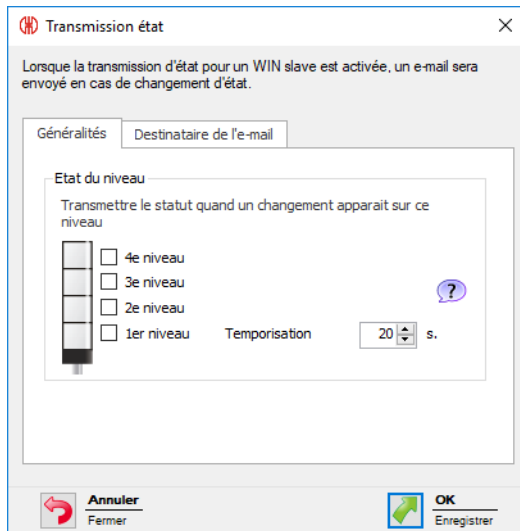 Transmission état
Lorsque la transmission d'état pour un WIN slave est activée, un e-mail sera
envoyé en cas de changement d'état.
Généralités
Destinataire de l'e-mail
Etat du niveau
Transmettre le statut quand un changement apparait sur ce
niveau
4e niveau
3e niveau
2e niveau
1er niveau Temporisation 20 s.
?
Annuler
Fermer
OK
Enregistrer